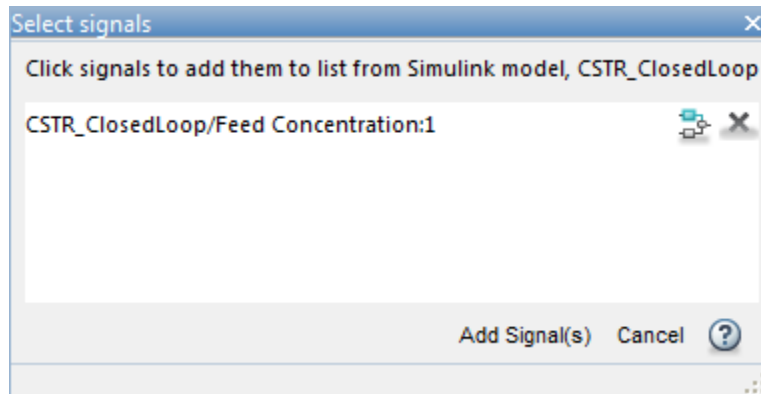 Select signals
Click signals to add them to list from Simulink model, CSTR_ClosedLoop
CSTR_ClosedLoop/Feed Concentration:1
Add Signal(s) Cancel ?